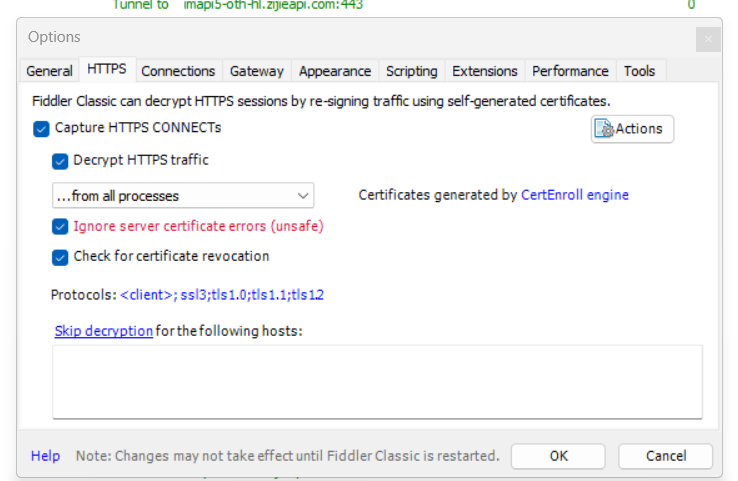 Tunnel to imapi5-oth-hl.zijieapi.com:443 0
Options
General HTTPS Connections Gateway Appearance Scripting Extensions Performance Tools
Fiddler Classic can decrypt HTTPS sessions by re-signing traffic using self-generated certificates.
Capture HTTPS CONNECTs Actions
Decrypt HTTPS traffic
...from all processes Certificates generated by CertEnroll engine
Ignore server certificate errors (unsafe)
Check for certificate revocation
Protocols: <client>; ssl3;tls1.0;tls1.1;tls1.2
Skip decryption for the following hosts:
Help Note: Changes may not take effect until Fiddler Classic is restarted. OK Cancel